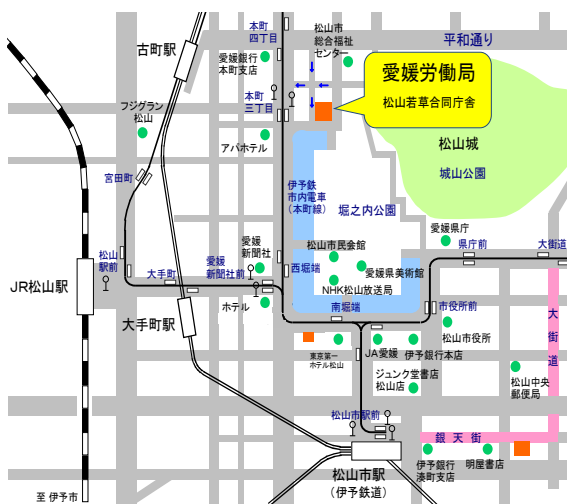 本町
四丁目
松山市
総合福祉
センター
平和通り
古町駅
愛媛銀行
本町支店
愛媛労働局
松山若草合同庁舎
フジグラン
松山
本町
三丁目
アパホテル
松山城
城山公園
宮田町
伊予鉄
市内電車
(本町線)
堀之内公園
松山
駅前
大手町
愛媛
新聞社
愛媛
新聞社前
西堀端
松山市民会館
愛媛県美術館
NHK松山放送局
愛媛県庁
県庁前
大街道
JR松山駅
大手町駅
ホテル
南堀端
市役所前
松山市役所
大街道
東京第一
ホテル松山
JA愛媛
伊予銀行本店
ジュンク堂書店
松山店
松山中央
郵便局
松山市駅前
銀天街
松山市駅
(伊予鉄道)
伊予銀行
湊町支店
明屋書店
至 伊予市